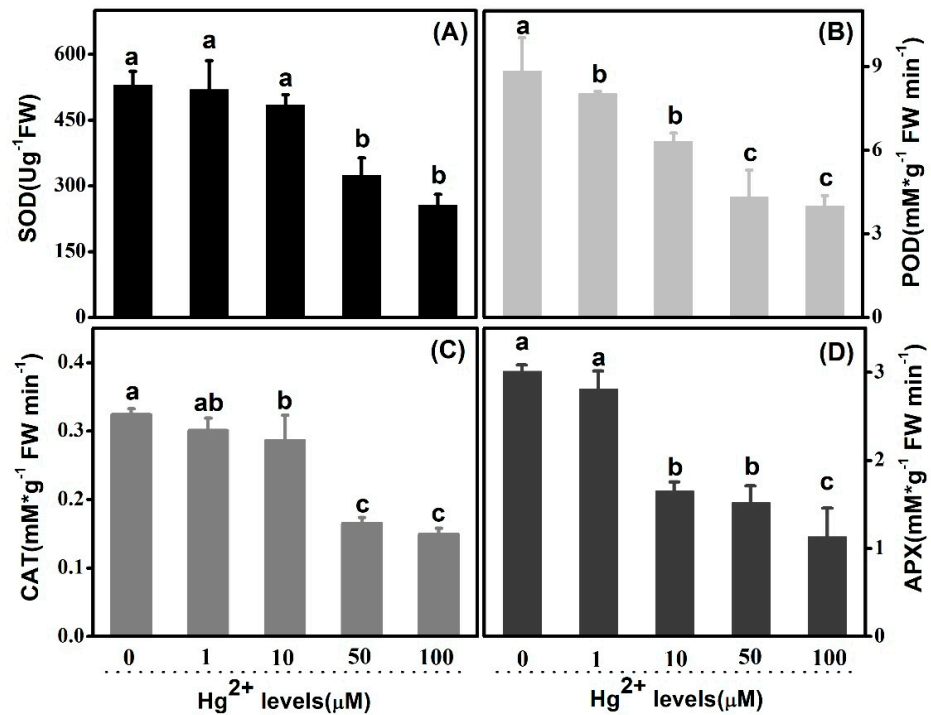 (A)
SOD(Ug⁻¹FW)
600
450
300
150
0
a
a
a
b
b
(B)
POD(mM*g⁻¹ FW min⁻¹)
9
6
3
0
a
b
b
c
c
(C)
CAT(mM*g⁻¹ FW min⁻¹)
0.4
0.3
0.2
0.1
0.0
a
ab
b
c
c
0 1 10 50 100
Hg²⁺ levels(μM)
(D)
APX(mM*g⁻¹ FW min⁻¹)
3
2
1
0
a
a
b
b
c
0 1 10 50 100
Hg²⁺ levels(μM)